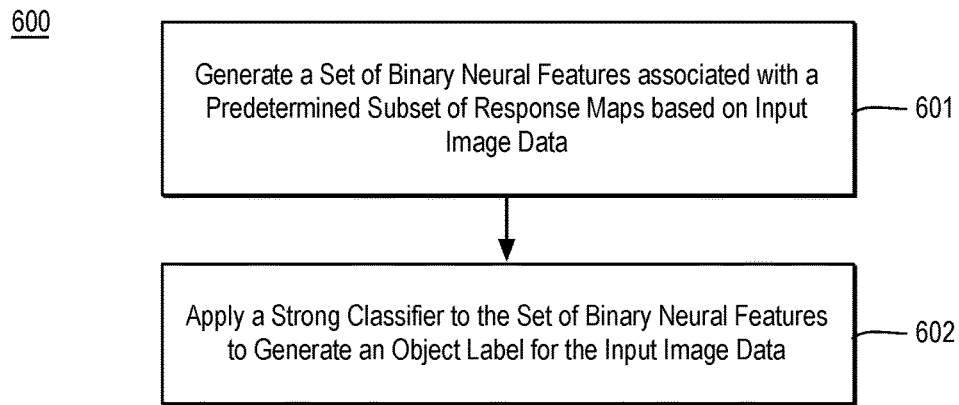 600
Generate a Set of Binary Neural Features associated with a
Predetermined Subset of Response Maps based on Input
Image Data
601
Apply a Strong Classifier to the Set of Binary Neural Features
to Generate an Object Label for the Input Image Data
602